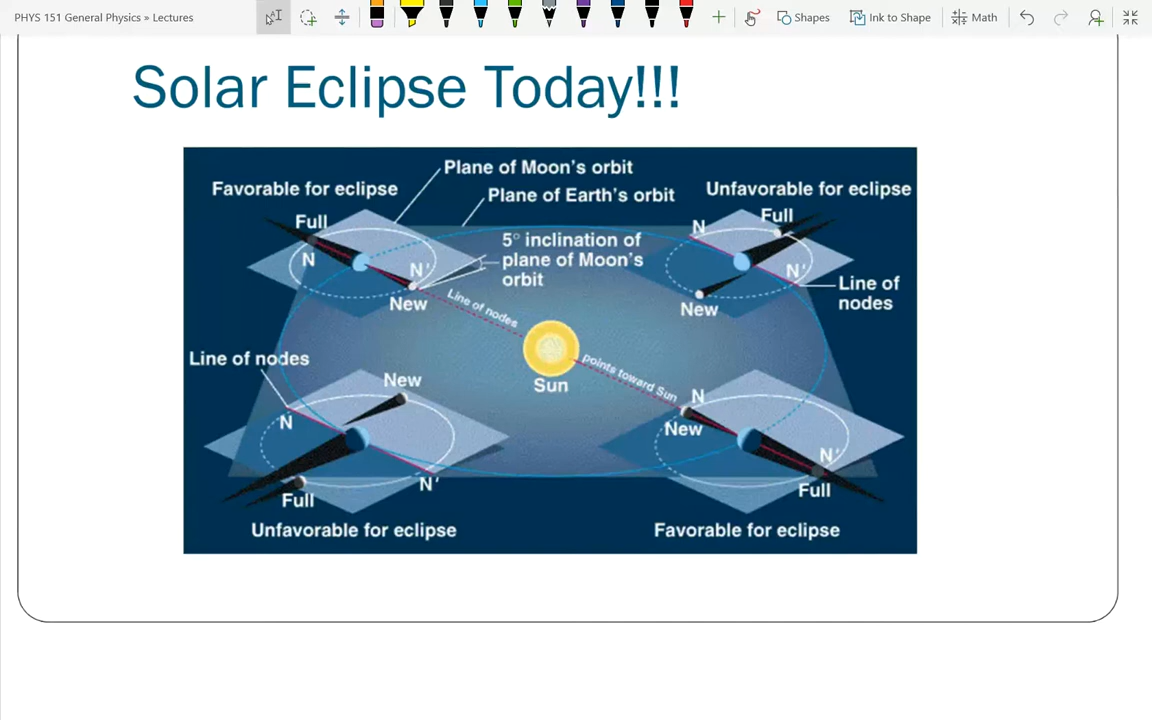 PHYS 151 General Physics » Lectures
Shapes
Ink to Shape
Math
Solar Eclipse Today!!!
Plane of Moon's orbit
Favorable for eclipse
Plane of Earth's orbit
Unfavorable for eclipse
Full
N
N'
New
5° inclination of
plane of Moon's
orbit
Line of nodes
N
Full
N'
New
Line of
nodes
Sun
points toward Sun
Line of nodes
New
N
N'
Full
Unfavorable for eclipse
N
New
N'
Full
Favorable for eclipse